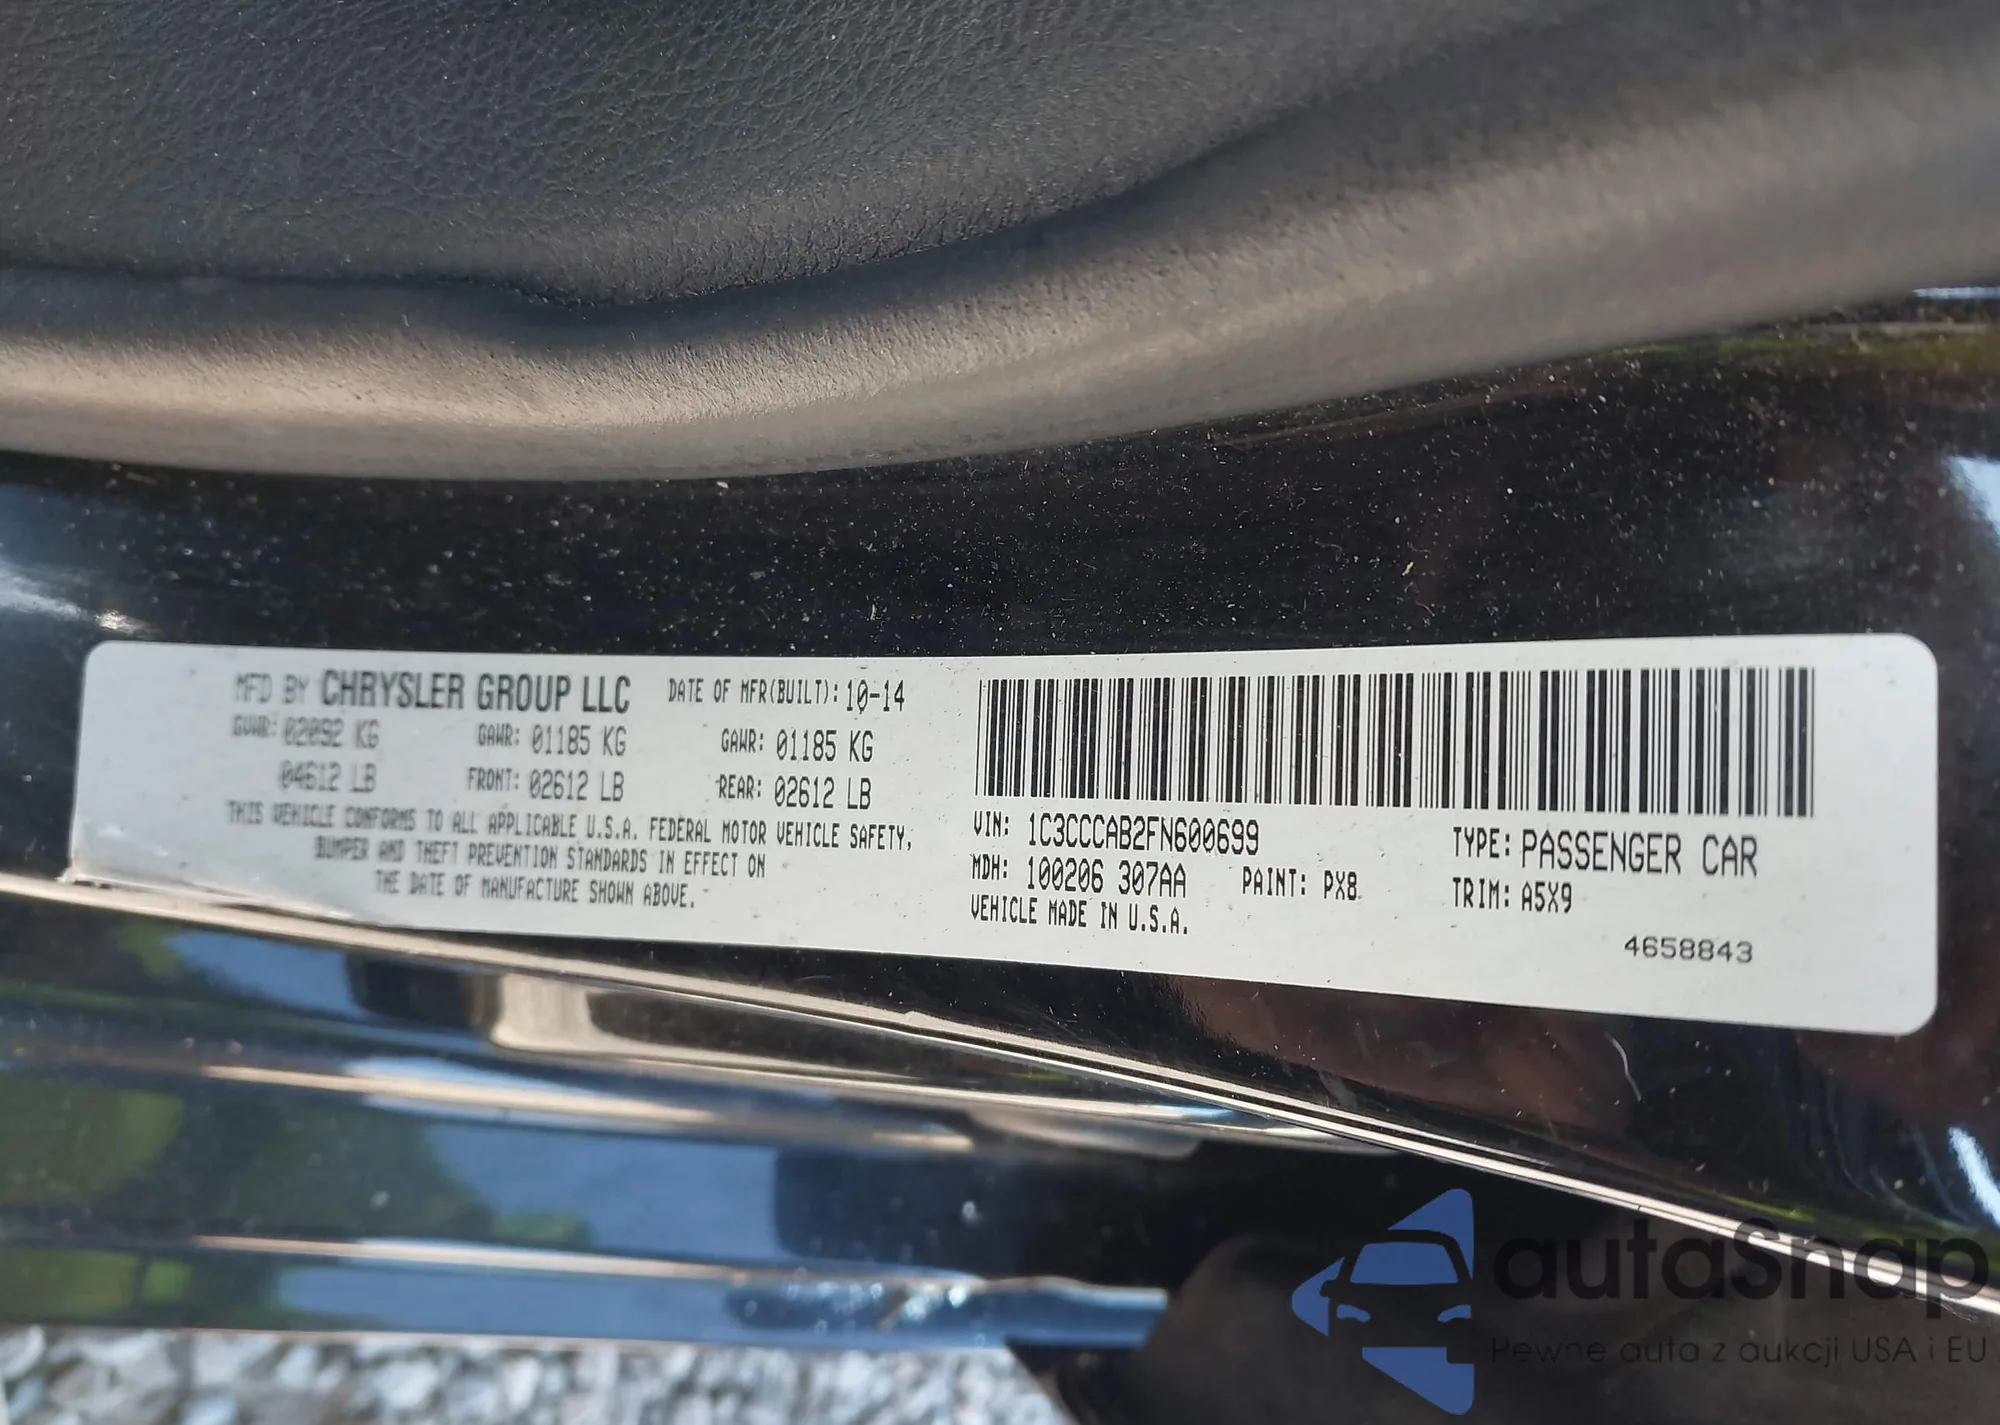 MFD BY CHRYSLER GROUP LLC DATE OF MFR(BUILT): 10-14
GVWR: 02092 KG GAWR: 01185 KG GAWR: 01185 KG
04612 LB FRONT: 02612 LB REAR: 02612 LB
THIS VEHICLE CONFORMS TO ALL APPLICABLE U.S.A. FEDERAL MOTOR VEHICLE SAFETY,
BUMPER AND THEFT PREVENTION STANDARDS IN EFFECT ON
THE DATE OF MANUFACTURE SHOWN ABOVE.
VIN: 1C3CCCAB2FN600699 TYPE: PASSENGER CAR
MDH: 100206 307AA PAINT: PX8 TRIM: A5X9
VEHICLE MADE IN U.S.A.
4658843
autaSnap
Pewne auta z aukcji USA i EU